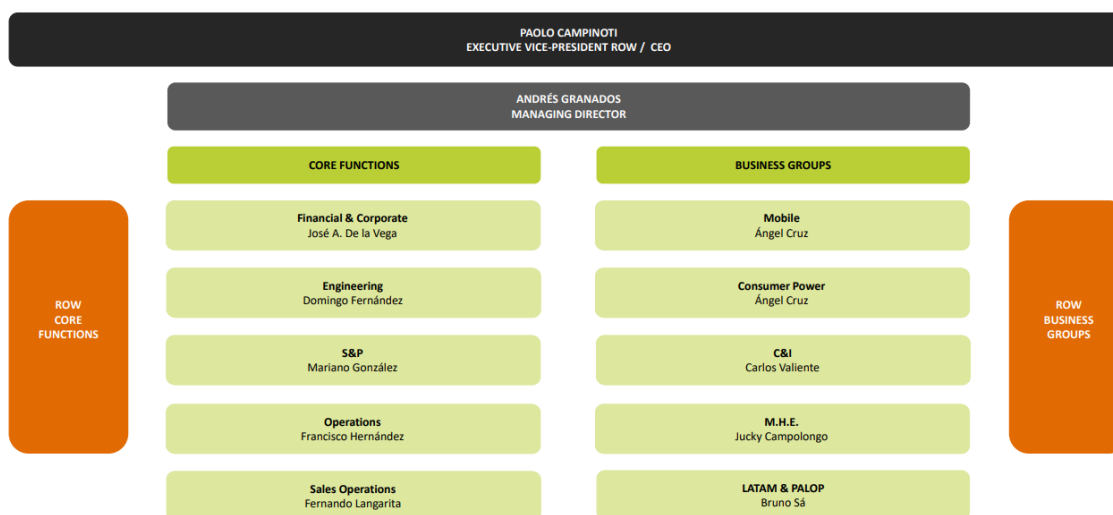 PAOLO CAMPINOTI
EXECUTIVE VICE-PRESIDENT ROW / CEO
ANDRÉS GRANADOS
MANAGING DIRECTOR
CORE FUNCTIONS
BUSINESS GROUPS
ROW
CORE
FUNCTIONS
Financial & Corporate
José A. De la Vega
Engineering
Domingo Fernández
S&P
Mariano González
Operations
Francisco Hernández
Sales Operations
Fernando Langarita
Mobile
Ángel Cruz
Consumer Power
Ángel Cruz
C&I
Carlos Valiente
M.H.E.
Jucky Campolongo
LATAM & PALOP
Bruno Sá
ROW
BUSINESS
GROUPS